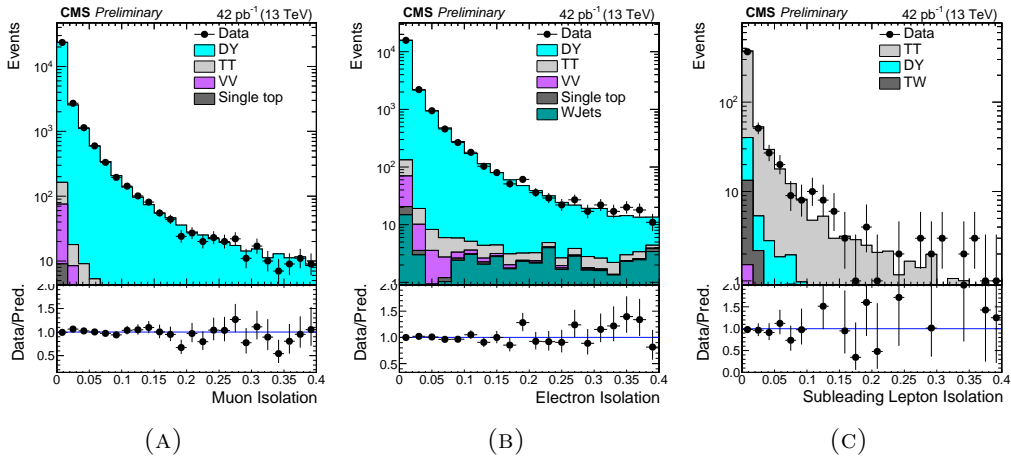 CMS Preliminary 42 pb⁻¹ (13 TeV)
Events
10⁴
10³
10²
10
Data
DY
TT
VV
Single top
Data/Pred.
2.0
1.5
1.0
0.5
0 0.05 0.1 0.15 0.2 0.25 0.3 0.35 0.4
Muon Isolation
(A)
CMS Preliminary 42 pb⁻¹ (13 TeV)
Events
10⁴
10³
10²
10
1
Data
DY
TT
VV
Single top
WJets
Data/Pred.
2.0
1.5
1.0
0.5
0 0.05 0.1 0.15 0.2 0.25 0.3 0.35 0.4
Electron Isolation
(B)
CMS Preliminary 42 pb⁻¹ (13 TeV)
Events
10²
10
1
Data
TT
DY
TW
Data/Pred.
2.0
1.5
1.0
0.5
0.0
0 0.05 0.1 0.15 0.2 0.25 0.3 0.35 0.4
Subleading Lepton Isolation
(C)